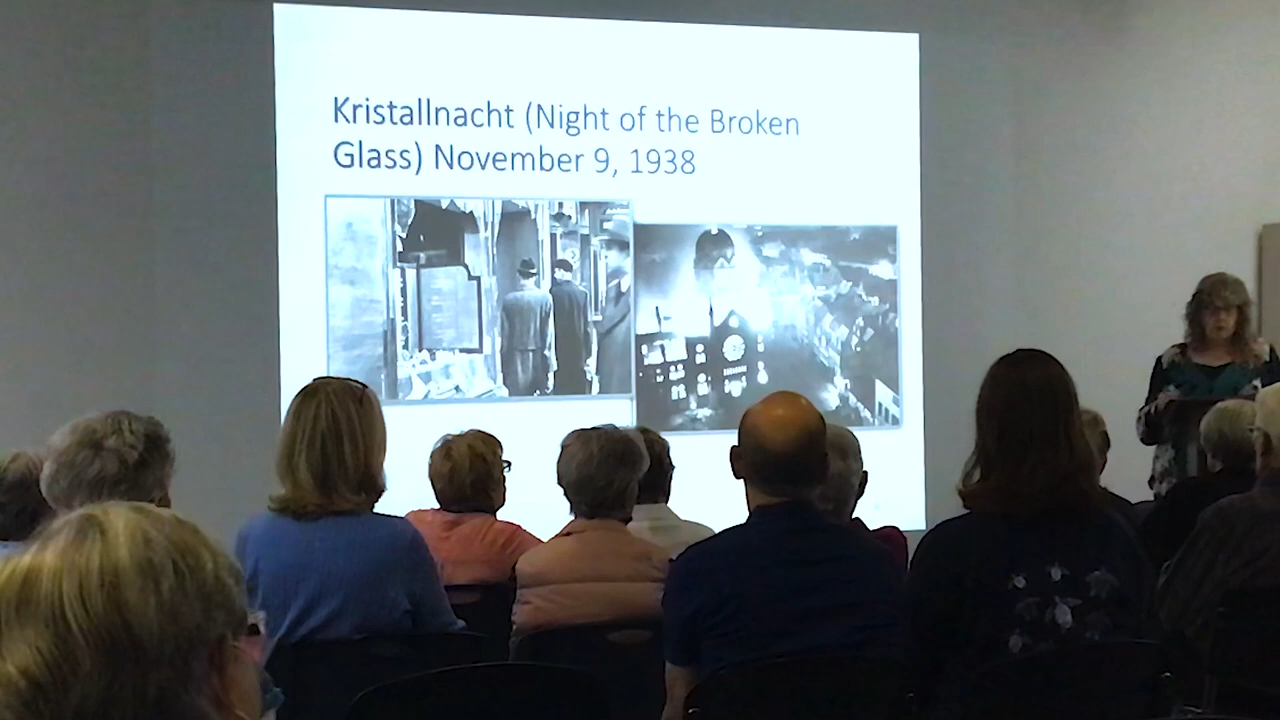 Kristallnacht (Night of the Broken
Glass) November 9, 1938